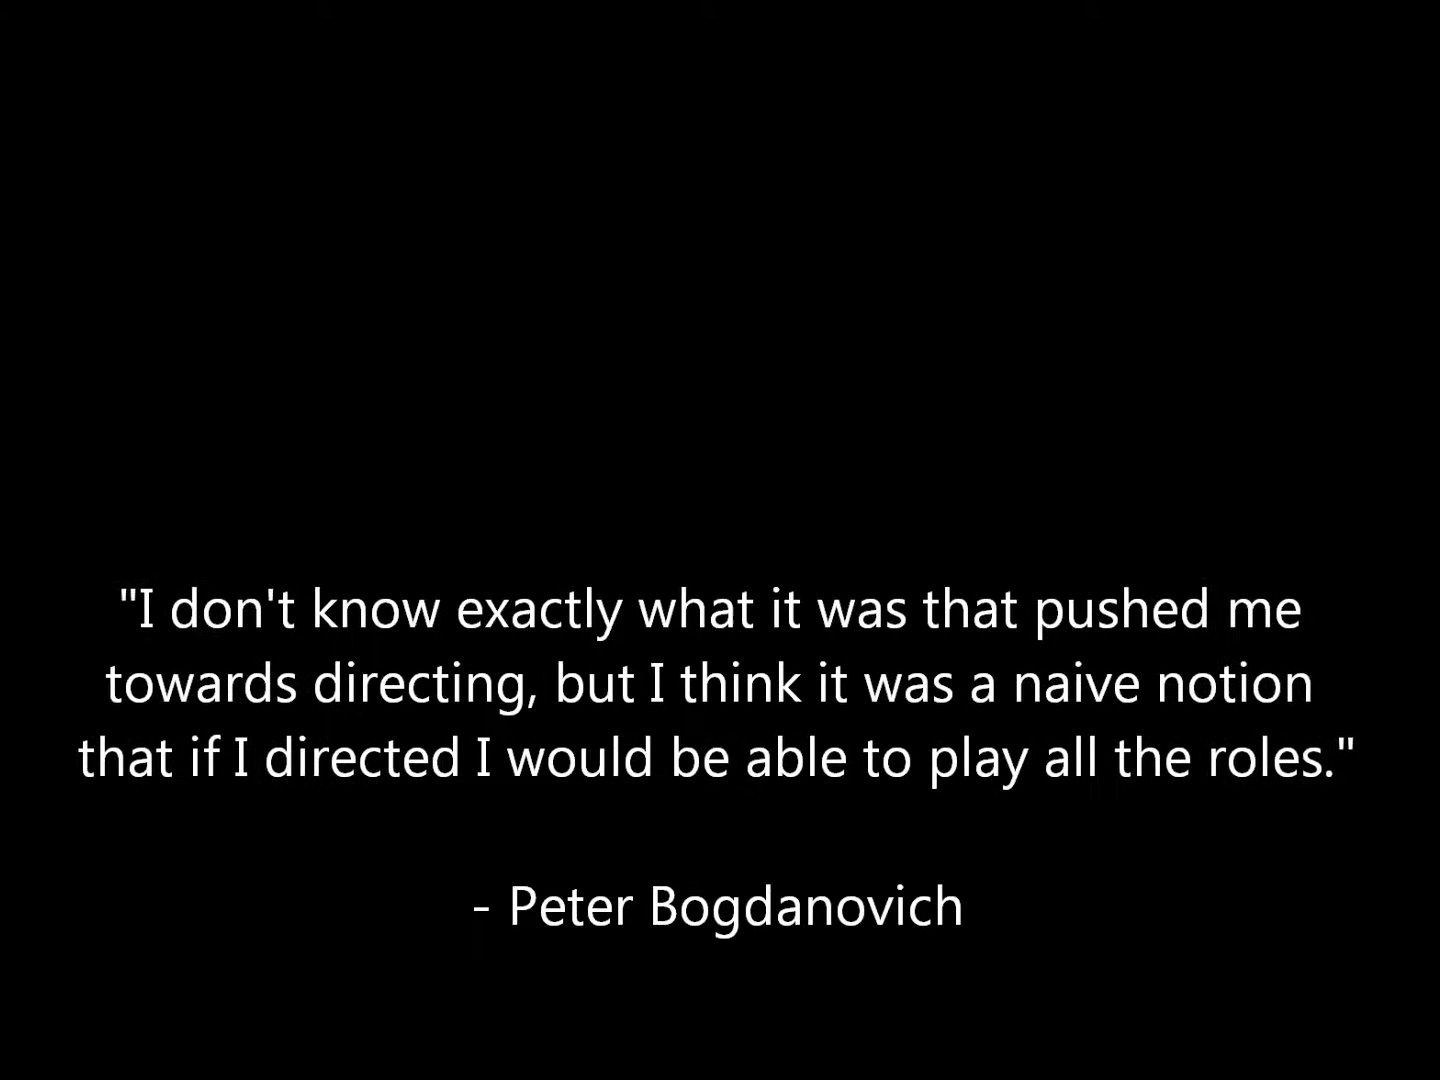 "I don't know exactly what it was that pushed me
towards directing, but I think it was a naive notion
that if I directed I would be able to play all the roles."
- Peter Bogdanovich